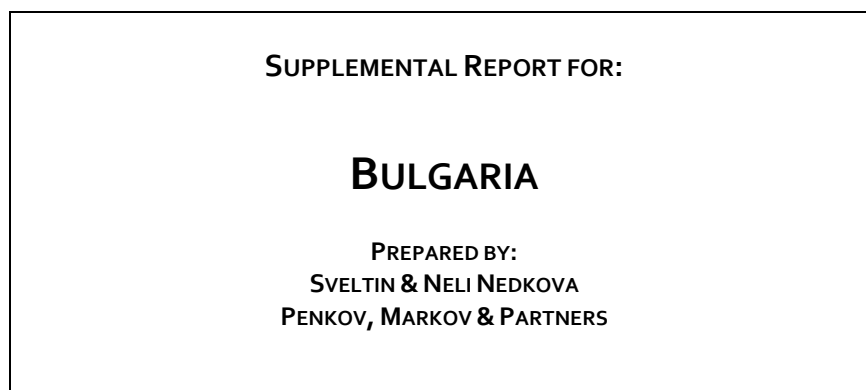 SUPPLEMENTAL REPORT FOR:
BULGARIA
PREPARED BY:
SVELTIN & NELI NEDKOVA
PENKOV, MARKOV & PARTNERS